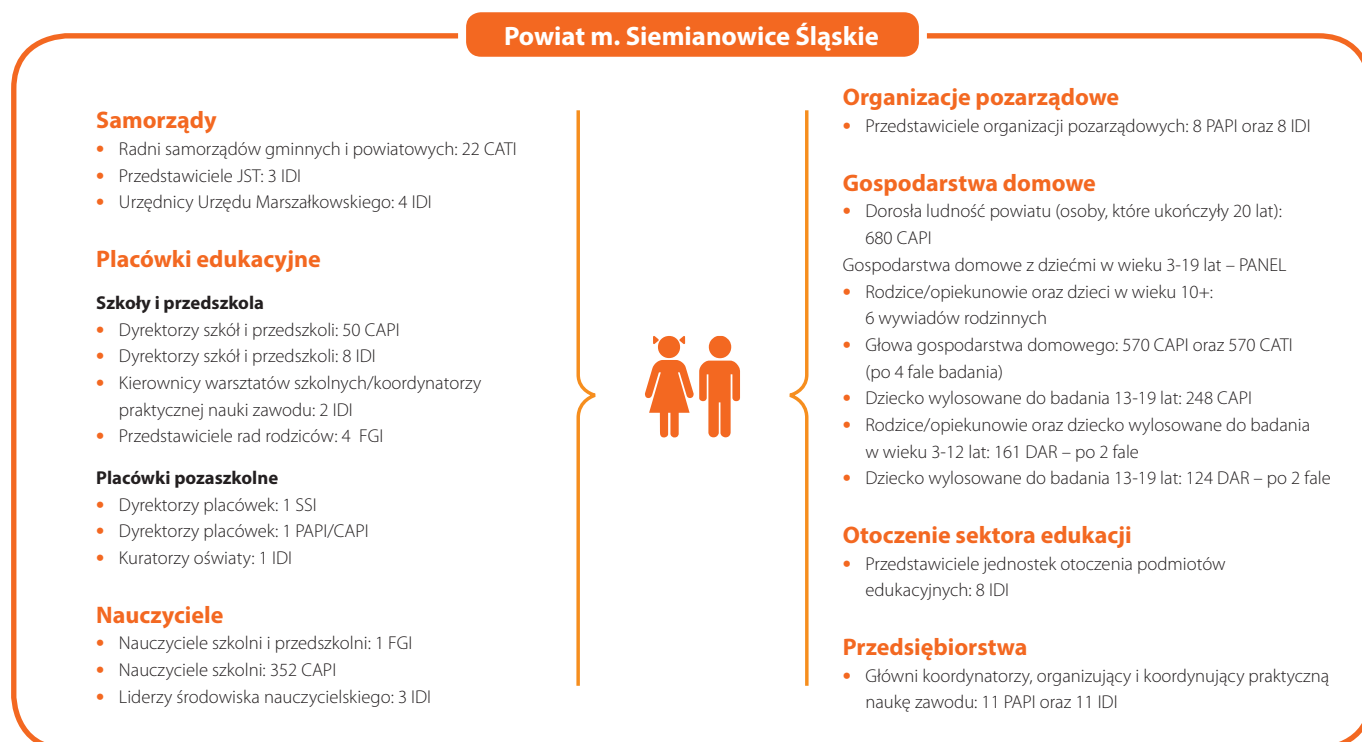 Powiat m. Siemianowice Śląskie
Samorządy
• Radni samorządów gminnych i powiatowych: 22 CATI
• Przedstawiciele JST: 3 IDI
• Urzędnicy Urzędu Marszałkowskiego: 4 IDI
Placówki edukacyjne
Szkoły i przedszkola
• Dyrektorzy szkół i przedszkoli: 50 CAPI
• Dyrektorzy szkół i przedszkoli: 8 IDI
• Kierownicy warsztatów szkolnych/koordynatorzy
praktycznej nauki zawodu: 2 IDI
• Przedstawiciele rad rodziców: 4 FGI
Placówki pozaszkolne
• Dyrektorzy placówek: 1 SSI
• Dyrektorzy placówek: 1 PAPI/CAPI
• Kuratorzy oświaty: 1 IDI
Nauczyciele
• Nauczyciele szkolni i przedszkolni: 1 FGI
• Nauczyciele szkolni: 352 CAPI
• Liderzy środowiska nauczycielskiego: 3 IDI
Organizacje pozarządowe
• Przedstawiciele organizacji pozarządowych: 8 PAPI oraz 8 IDI
Gospodarstwa domowe
• Dorosła ludność powiatu (osoby, które ukończyły 20 lat):
680 CAPI
Gospodarstwa domowe z dziećmi w wieku 3-19 lat – PANEL
• Rodzice/opiekunowie oraz dzieci w wieku 10+:
6 wywiadów rodzinnych
• Głowa gospodarstwa domowego: 570 CAPI oraz 570 CATI
(po 4 fale badania)
• Dziecko wylosowane do badania 13-19 lat: 248 CAPI
• Rodzice/opiekunowie oraz dziecko wylosowane do badania
w wieku 3-12 lat: 161 DAR – po 2 fale
• Dziecko wylosowane do badania 13-19 lat: 124 DAR – po 2 fale
Otoczenie sektora edukacji
• Przedstawiciele jednostek otoczenia podmiotów
edukacyjnych: 8 IDI
Przedsiębiorstwa
• Główni koordynatorzy, organizujący i koordynujący praktyczną
naukę zawodu: 11 PAPI oraz 11 IDI